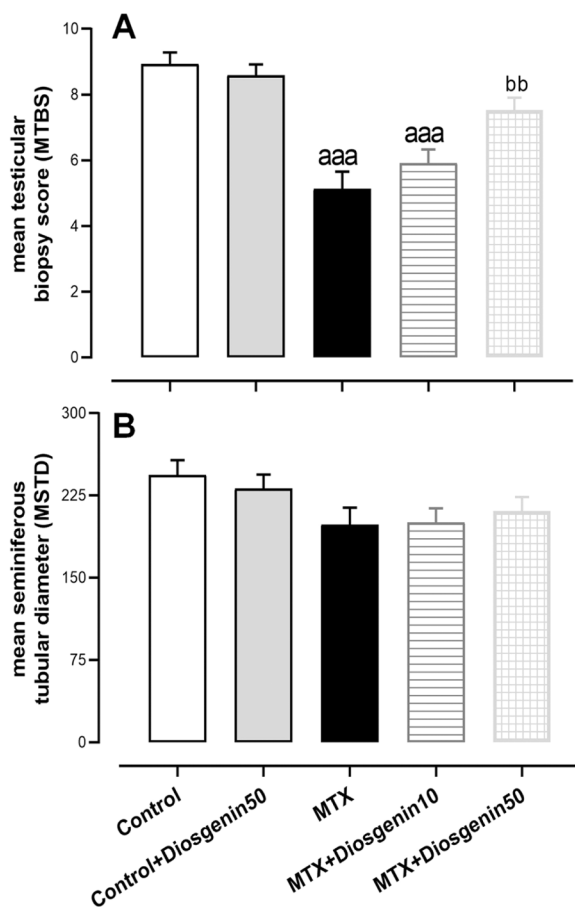 A
mean testicular
biopsy score (MTBS)
10
8
6
4
2
0
aaa
aaa
bb
B
mean seminiferous
tubular diameter (MSTD)
300
225
150
75
0
Control
Control+Diosgenin50
MTX
MTX+Diosgenin10
MTX+Diosgenin50